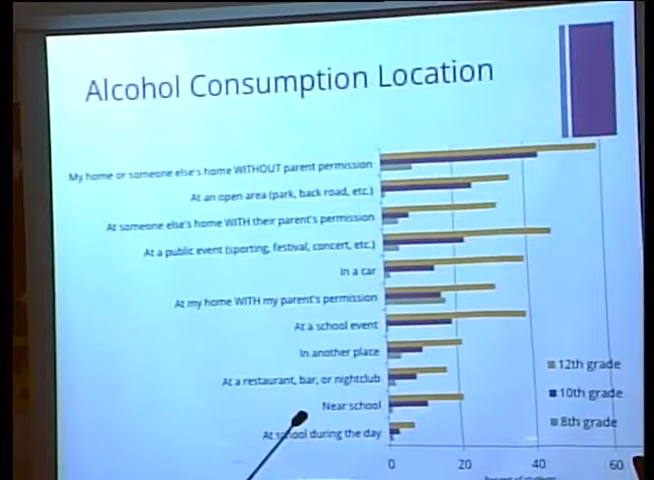 Alcohol Consumption Location
My home or someone else's home WITHOUT parent permission
At an open area (park, back road, etc.)
At someone else's home WITH their parent's permission
At a public event (sporting, festival, concert, etc.)
In a car
At my home WITH my parent's permission
At a school event
In another place
At a restaurant, bar, or nightclub
Near school
At school during the day
12th grade
10th grade
8th grade
0 20 40 60
Percent of students